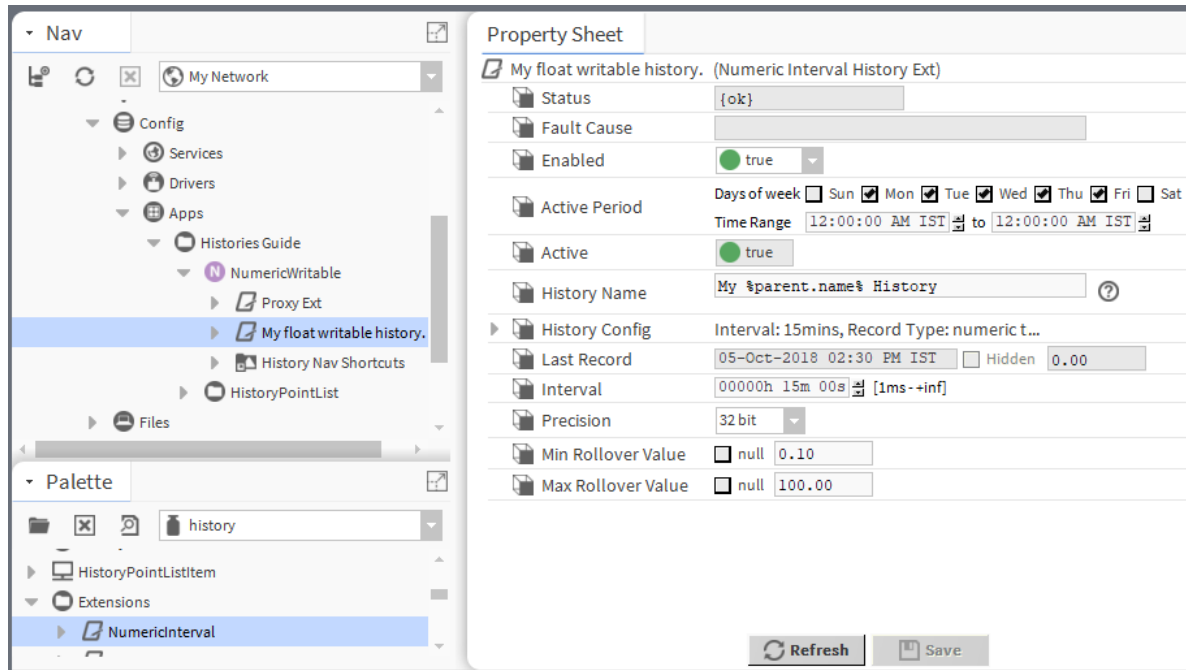 Nav
My Network
Config
Services
Drivers
Apps
Histories Guide
N NumericWritable
Proxy Ext
My float writable history.
History Nav Shortcuts
HistoryPointList
Files
Palette
history
HistoryPointListItem
Extensions
NumericInterval
Property Sheet
My float writable history. (Numeric Interval History Ext)
Status {ok}
Fault Cause
Enabled true
Active Period Days of week Sun Mon Tue Wed Thu Fri Sat
Time Range 12:00:00 AM IST to 12:00:00 AM IST
Active true
History Name My %parent.name% History ?
History Config Interval: 15mins, Record Type: numeric t...
Last Record 05-Oct-2018 02:30 PM IST Hidden 0.00
Interval 00000h 15m 00s [1ms-+inf]
Precision 32 bit
Min Rollover Value null 0.10
Max Rollover Value null 100.00
Refresh Save